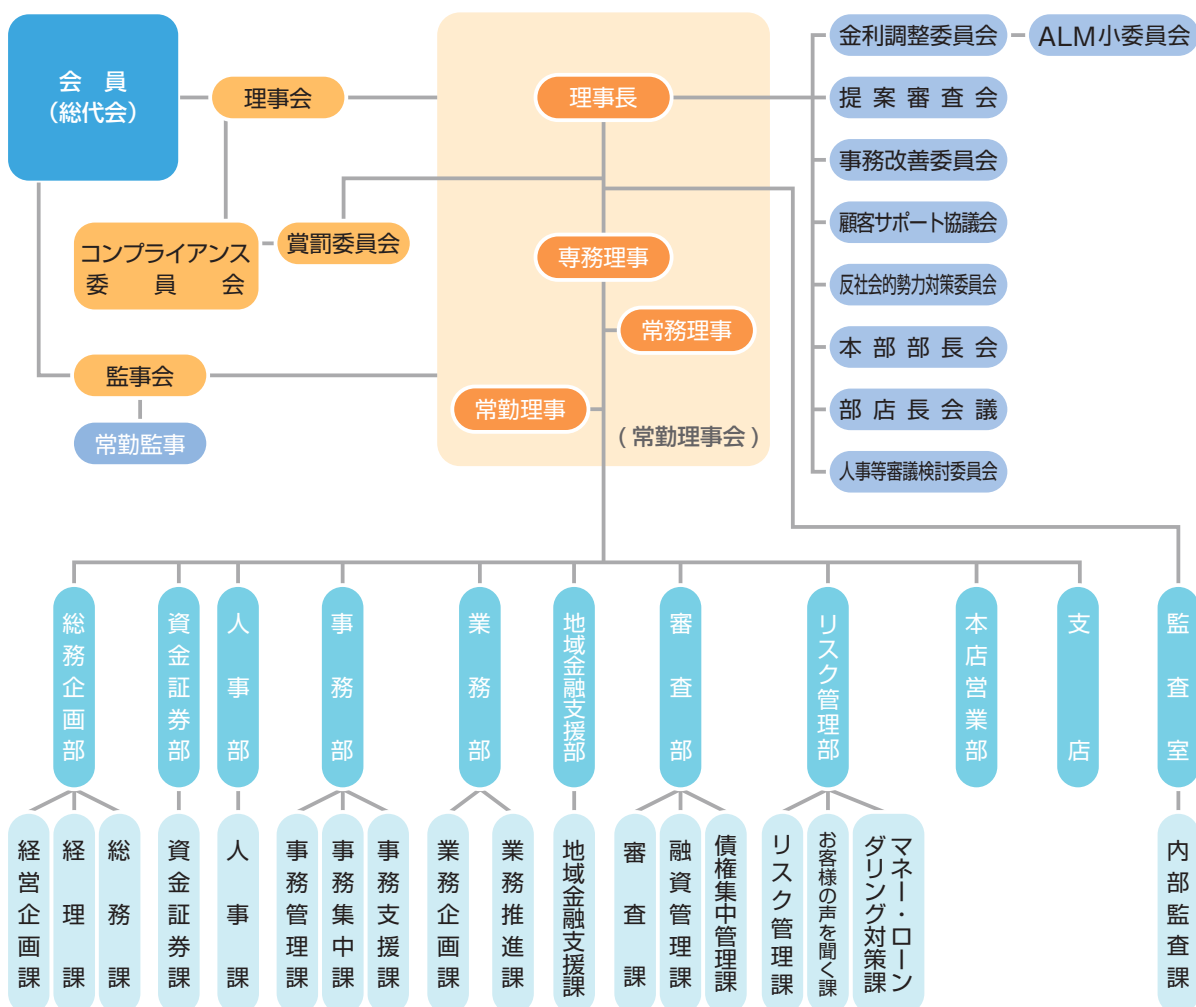 会員
(総代会)
理事会
理事長
金利調整委員会
ALM小委員会
提案審査会
事務改善委員会
顧客サポート協議会
反社会的勢力対策委員会
本部部長会
部店長会議
人事等審議検討委員会
コンプライアンス
委員会
賞罰委員会
専務理事
常務理事
常勤理事
(常勤理事会)
監事会
常勤監事
総務企画部
資金証券部
人事部
事務部
業務部
地域金融支援部
審査部
リスク管理部
本店営業部
支店
監査室
経営企画課
経理課
総務課
資金証券課
人事課
事務管理課
事務集中課
事務支援課
業務企画課
業務推進課
地域金融支援課
審査課
融資管理課
債権集中管理課
リスク管理課
お客様の声を聞く課
マネー・ローン
ダリング対策課
内部監査課